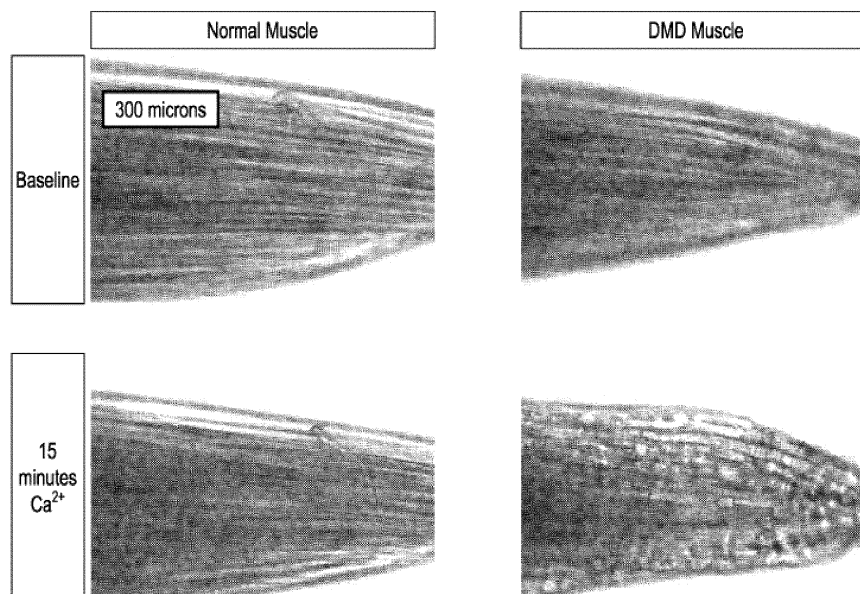 Normal Muscle
DMD Muscle
Baseline
300 microns
15
minutes
Ca²⁺